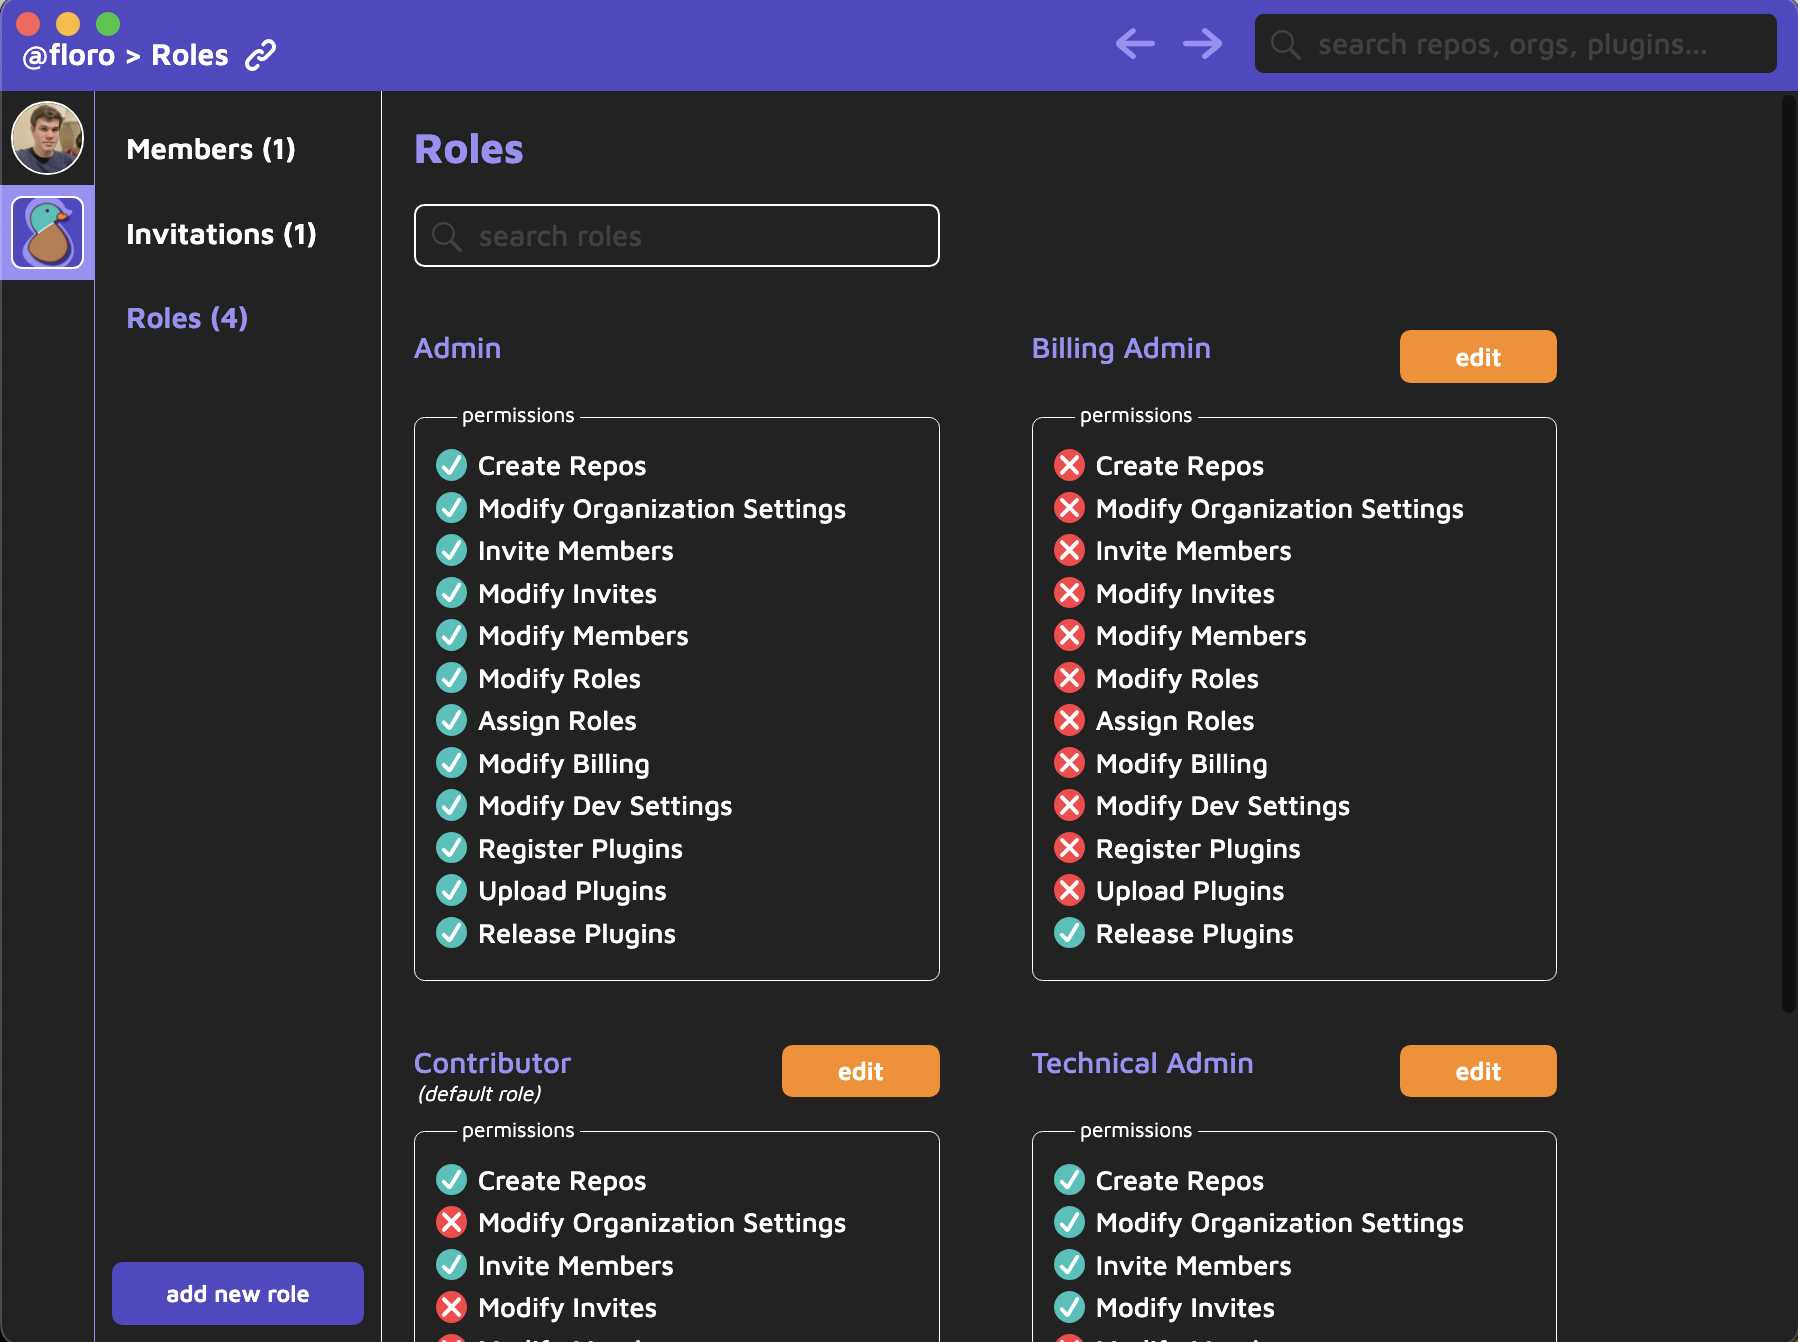 @floro > Roles
search repos, orgs, plugins...
Members (1)
Invitations (1)
Roles (4)
add new role
Roles
search roles
Admin
permissions
Create Repos
Modify Organization Settings
Invite Members
Modify Invites
Modify Members
Modify Roles
Assign Roles
Modify Billing
Modify Dev Settings
Register Plugins
Upload Plugins
Release Plugins
Billing Admin
edit
permissions
Create Repos
Modify Organization Settings
Invite Members
Modify Invites
Modify Members
Modify Roles
Assign Roles
Modify Billing
Modify Dev Settings
Register Plugins
Upload Plugins
Release Plugins
Contributor
(default role)
edit
permissions
Create Repos
Modify Organization Settings
Invite Members
Modify Invites
Technical Admin
edit
permissions
Create Repos
Modify Organization Settings
Invite Members
Modify Invites